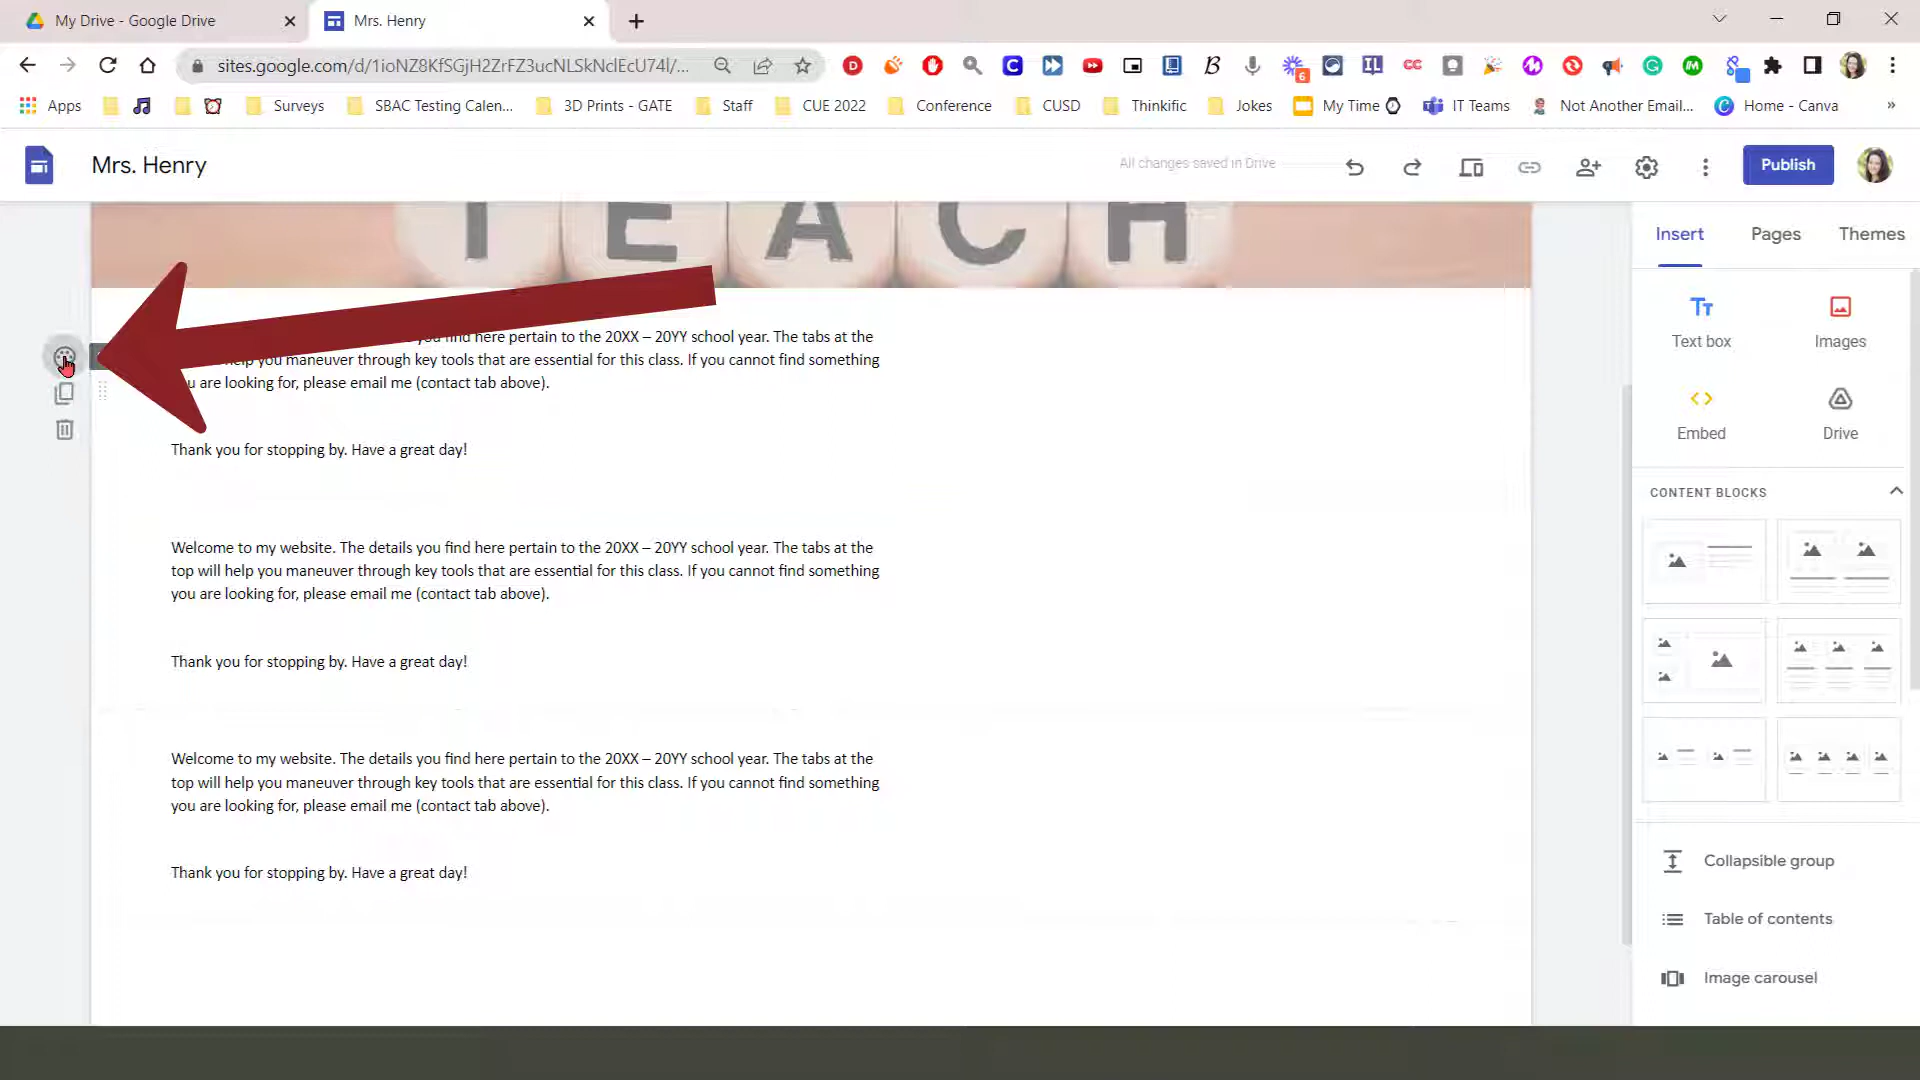 My Drive - Google Drive
Mrs. Henry
sites.google.com/d/1ioNZ8KfSGjH2ZrFZ3ucNLSkNclEcU74l/...
6
Apps
Surveys
SBAC Testing Calen...
3D Prints - GATE
Staff
CUE 2022
Conference
CUSD
Thinkific
Jokes
My Time
IT Teams
Not Another Email...
Home - Canva
Mrs. Henry
All changes saved in Drive
Publish
TEACH
Insert
Pages
Themes
find here pertain to the 20XX – 20YY school year. The tabs at the
help you maneuver through key tools that are essential for this class. If you cannot find something
are looking for, please email me (contact tab above).
Thank you for stopping by. Have a great day!
Welcome to my website. The details you find here pertain to the 20XX – 20YY school year. The tabs at the
top will help you maneuver through key tools that are essential for this class. If you cannot find something
you are looking for, please email me (contact tab above).
Thank you for stopping by. Have a great day!
Welcome to my website. The details you find here pertain to the 20XX – 20YY school year. The tabs at the
top will help you maneuver through key tools that are essential for this class. If you cannot find something
you are looking for, please email me (contact tab above).
Thank you for stopping by. Have a great day!
Text box
Images
Embed
Drive
CONTENT BLOCKS
Collapsible group
Table of contents
Image carousel